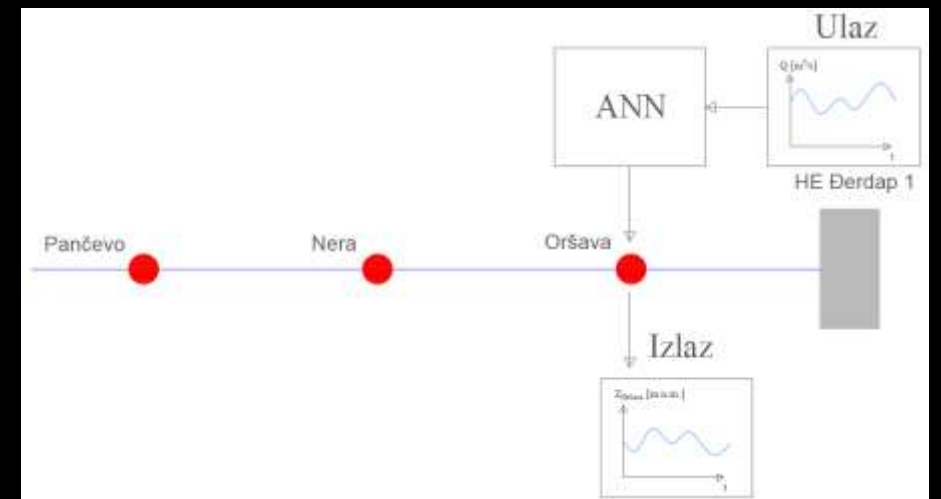 Ulaz
Q [m³/s]
ANN
t
HE Đerdap 1
Pančevo
Nera
Oršava
Izlaz
[m n.m.]
t